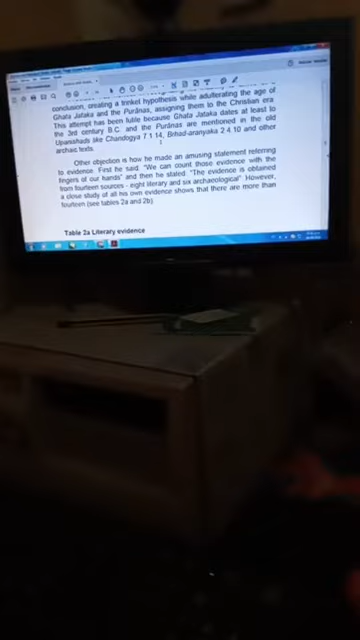 conclusion, creating a trinket hypothesis while adulterating the age of
Ghata Jataka and the Purānas, assigning them to the Christian era.
This attempt has been futile because Ghata Jataka dates at least to
the 3rd century B.C. and the Purānas are mentioned in the old
Upanishads like Chandogya 7.1.14, Brihad-aranyaka 2.4.10 and other
archaic texts.
Other objection is how he made an amusing statement referring
to evidence. First he said, "We can count those evidence with the
fingers of our hands" and then he stated "The evidence is obtained
from fourteen sources - eight literary and six archaeological". However,
a close study of all his own evidence shows that there are more than
fourteen (see tables 2a and 2b)
Table 2a Literary evidence